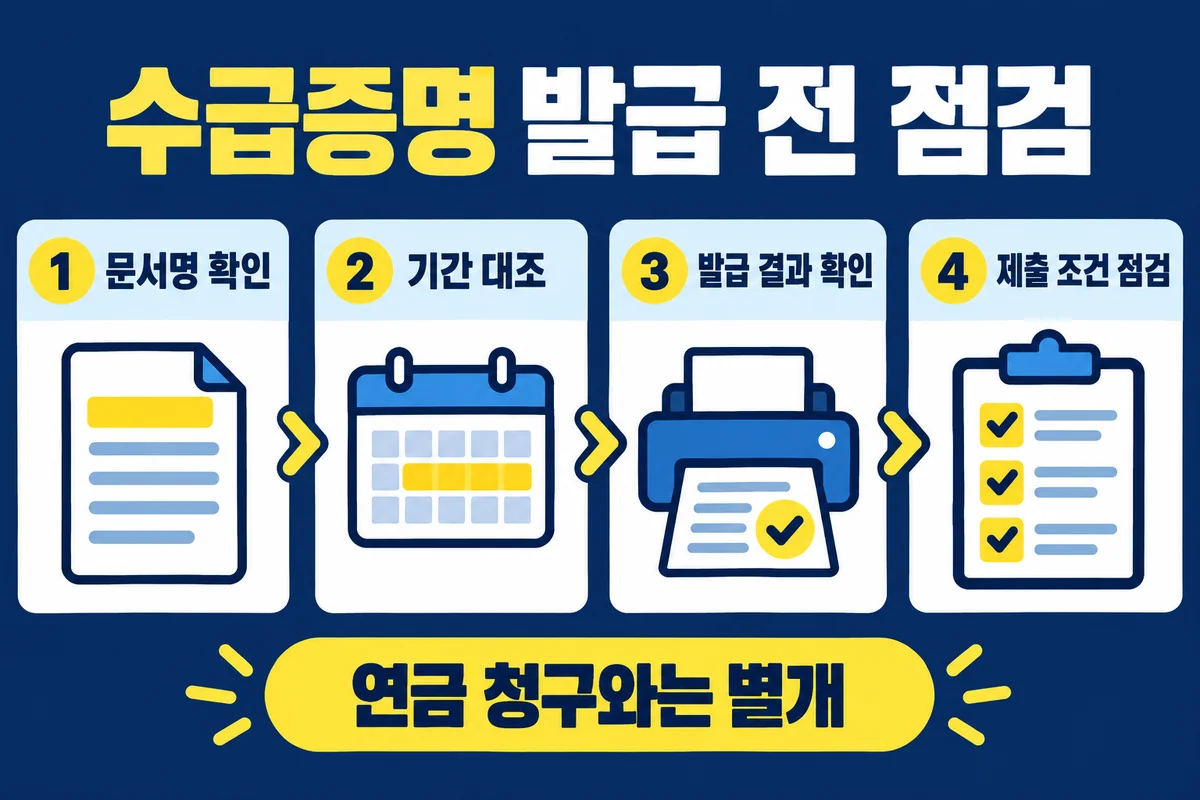 수급증명 발급 전 점검
1 문서명 확인
2 기간 대조
3 발급 결과 확인
4 제출 조건 점검
연금 청구와는 별개